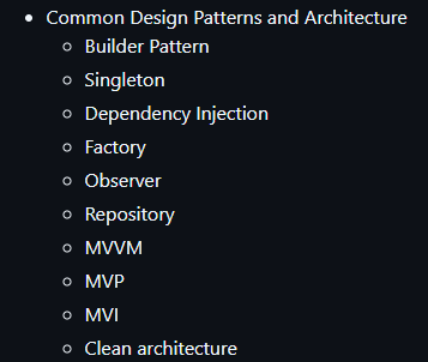 Common Design Patterns and Architecture
Builder Pattern
Singleton
Dependency Injection
Factory
Observer
Repository
MVVM
MVP
MVI
Clean architecture